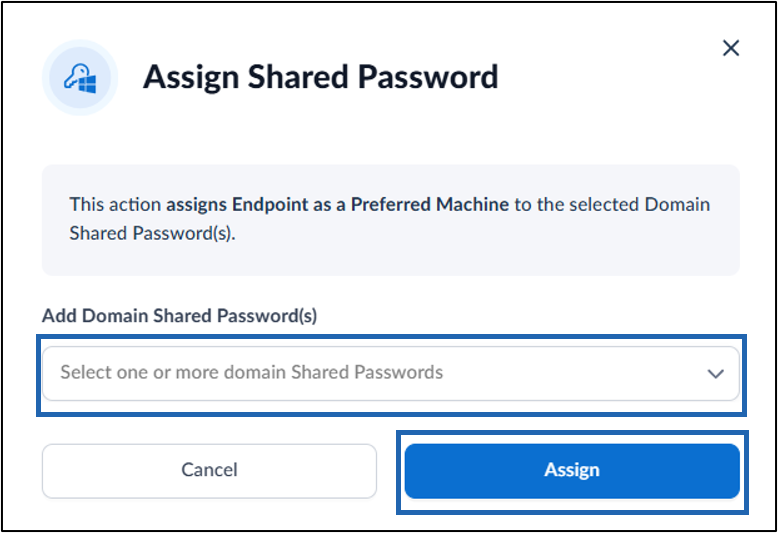 Assign Shared Password
This action assigns Endpoint as a Preferred Machine to the selected Domain
Shared Password(s).
Add Domain Shared Password(s)
Select one or more domain Shared Passwords
Cancel
Assign